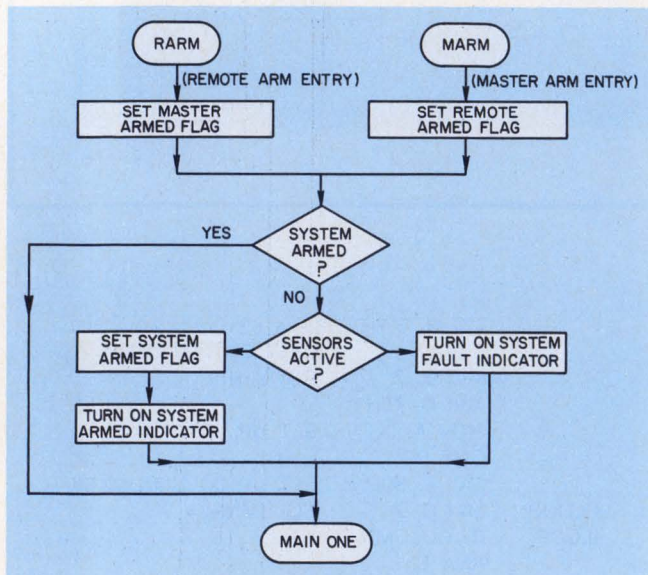 RARM
MARM
(REMOTE ARM ENTRY)
(MASTER ARM ENTRY)
SET MASTER
ARMED FLAG
SET REMOTE
ARMED FLAG
YES
SYSTEM
ARMED
?
NO
SET SYSTEM
ARMED FLAG
SENSORS
ACTIVE
?
TURN ON SYSTEM
FAULT INDICATOR
TURN ON SYSTEM
ARMED INDICATOR
MAIN ONE